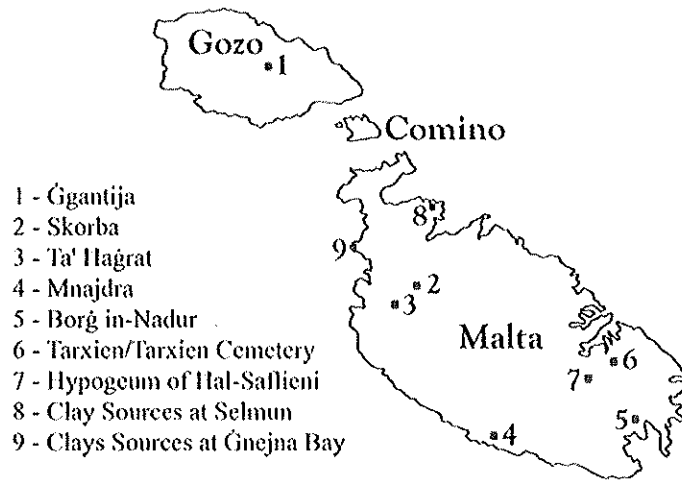 Gozo
1
Comino
1 - Ġgantija
2 - Skorba
3 - Ta' Haġrat
4 - Mnajdra
5 - Borġ in-Nadur
6 - Tarxien/Tarxien Cemetery
7 - Hypogeum of Hal-Saflieni
8 - Clay Sources at Selmun
9 - Clays Sources at Ġnejna Bay
8
9
2
3
Malta
6
7
5
4